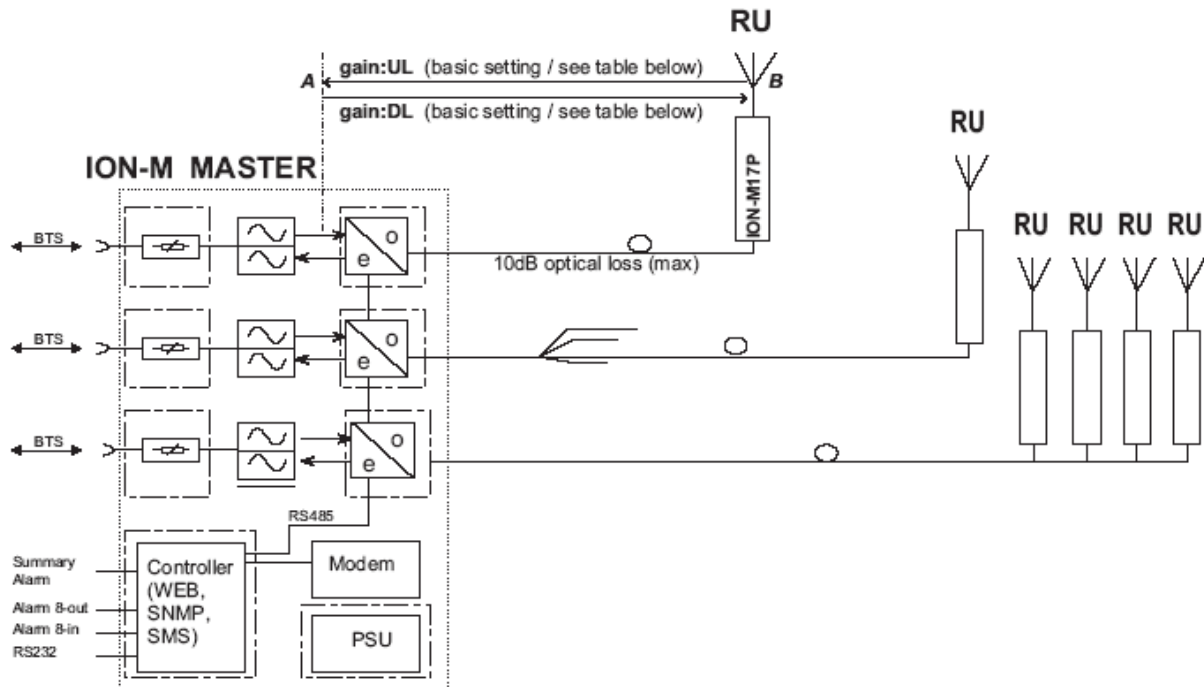 RU
A gain:UL (basic setting / see table below) B
gain:DL (basic setting / see table below)
RU
ION-M MASTER
ION-M17P
RU RU RU RU
BTS
o
e
10dB optical loss (max)
BTS
o
e
BTS
o
e
RS485
Summary
Alarm
Alarm 8-out
Alarm 8-in
RS232
Controller
(WEB,
SNMP,
SMS)
Modem
PSU